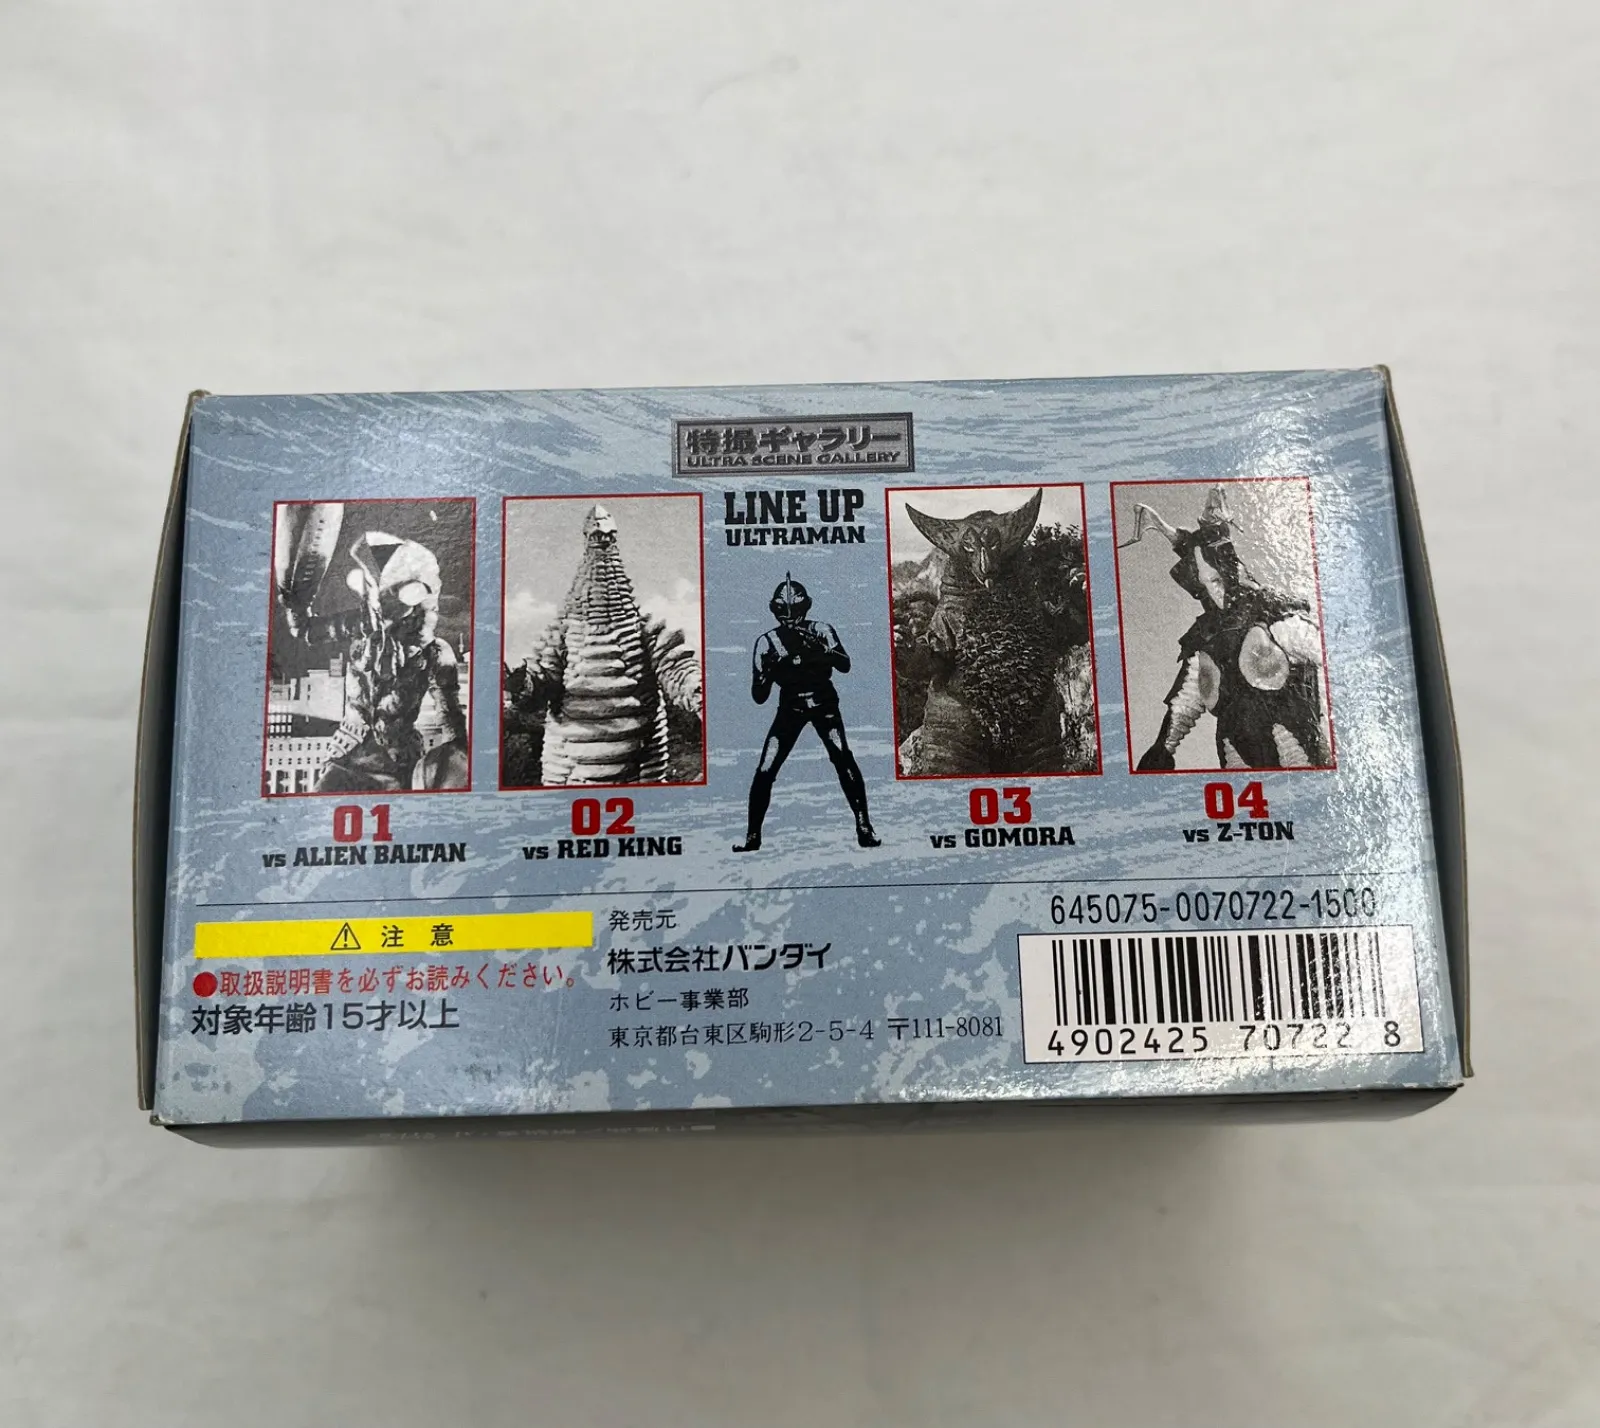 特撮ギャラリー
ULTRA SCENE GALLERY
LINE UP
ULTRAMAN
01
vs ALIEN BALTAN
02
vs RED KING
03
vs GOMORA
04
vs Z-TON
⚠ 注 意
●取扱説明書を必ずお読みください。
対象年齢15才以上
発売元
株式会社バンダイ
ホビー事業部
東京都台東区駒形2-5-4 〒111-8081
645075-0070722-1500
4902425 70722 8